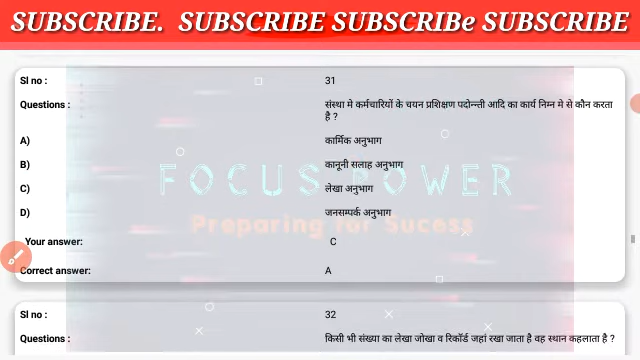 SUBSCRIBE. SUBSCRIBE SUBSCRIBe SUBSCRIBE
Sl no : 31
Questions : संस्था मे कर्मचारियों के चयन प्रशिक्षण पदोन्न्ती आदि का कार्य निम्न मे से कौन करता
है ?
A) कार्मिक अनुभाग
B) कानूनी सलाह अनुभाग
FOCUS POWER
C) लेखा अनुभाग
D) जनसम्पर्क अनुभाग
Preparing for Sucess
Your answer: C
Correct answer: A
Sl no : 32
Questions : किसी भी संख्या का लेखा जोखा व रिकॉर्ड जहां रखा जाता है वह स्थान कहलाता है ?